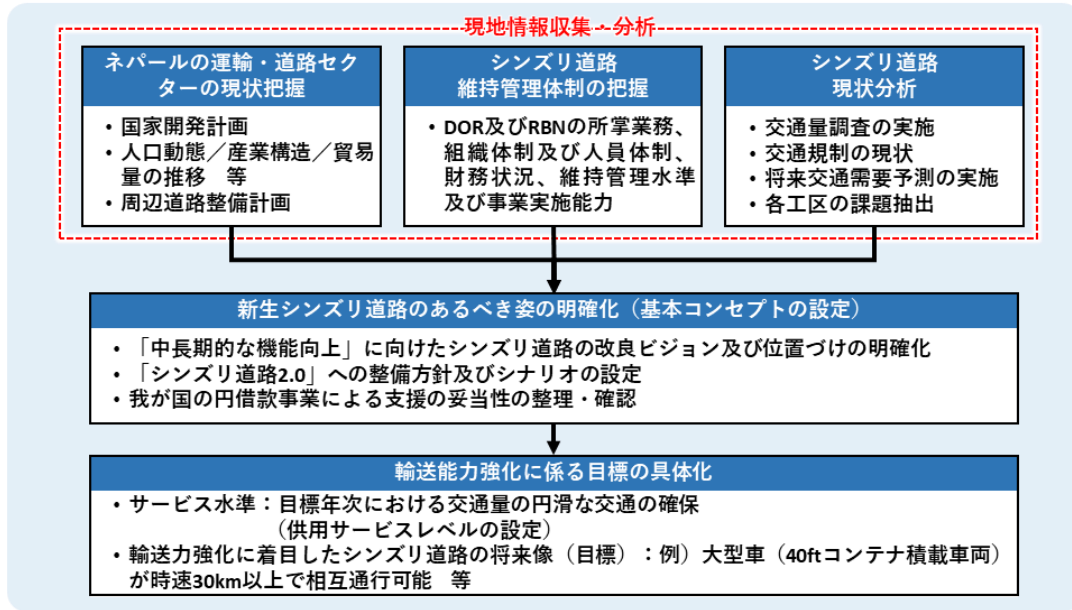 現地情報収集・分析
ネパールの運輸・道路セク
ターの現状把握
・国家開発計画
・人口動態／産業構造／貿易
量の推移　等
・周辺道路整備計画
シンズリ道路
維持管理体制の把握
・DOR及びRBNの所掌業務、
組織体制及び人員体制、
財務状況、維持管理水準
及び事業実施能力
シンズリ道路
現状分析
・交通量調査の実施
・交通規制の現状
・将来交通需要予測の実施
・各工区の課題抽出
新生シンズリ道路のあるべき姿の明確化（基本コンセプトの設定）
・「中長期的な機能向上」に向けたシンズリ道路の改良ビジョン及び位置づけの明確化
・「シンズリ道路2.0」への整備方針及びシナリオの設定
・我が国の円借款事業による支援の妥当性の整理・確認
輸送能力強化に係る目標の具体化
・サービス水準：目標年次における交通量の円滑な交通の確保
（供用サービスレベルの設定）
・輸送力強化に着目したシンズリ道路の将来像（目標）：例）大型車（40ftコンテナ積載車両）
が時速30km以上で相互通行可能　等